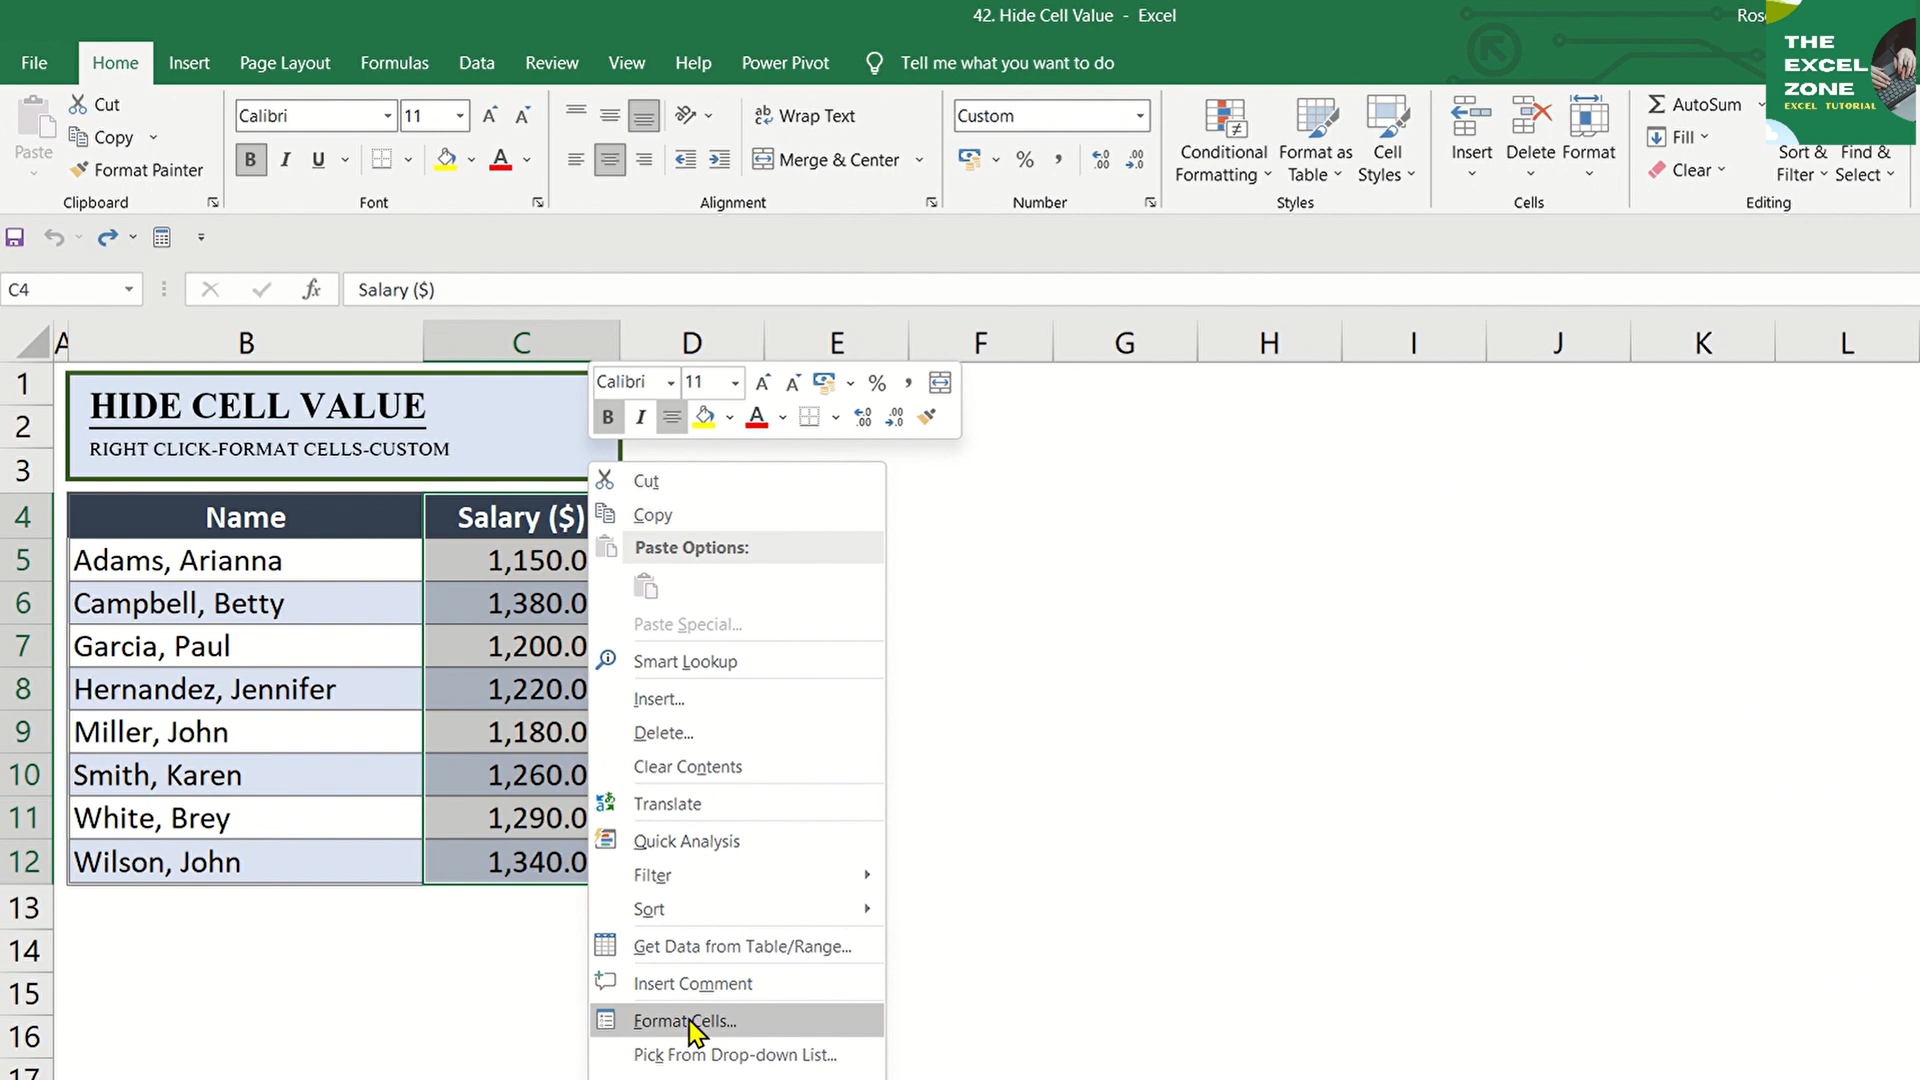 42. Hide Cell Value - Excel
Ros
THE
EXCEL
ZONE
EXCEL TUTORIAL
File Home Insert Page Layout Formulas Data Review View Help Power Pivot Tell me what you want to do
Paste
Cut
Copy
Format Painter
Clipboard
Calibri 11
B I U A
Font
Wrap Text
Merge & Center
Alignment
Custom
% ,
Number
Conditional
Formatting
Format as
Table
Cell
Styles
Styles
Insert Delete Format
Cells
AutoSum
Fill
Clear
Sort &
Filter
Find &
Select
Editing
C4 fx Salary ($)
A B C D E F G H I J K L
1
2
3
4
5
6
7
8
9
10
11
12
13
14
15
16
17
HIDE CELL VALUE
RIGHT CLICK-FORMAT CELLS-CUSTOM
Name Salary ($)
Adams, Arianna 1,150.0
Campbell, Betty 1,380.0
Garcia, Paul 1,200.0
Hernandez, Jennifer 1,220.0
Miller, John 1,180.0
Smith, Karen 1,260.0
White, Brey 1,290.0
Wilson, John 1,340.0
Calibri 11 A A % ,
B I A
Cut
Copy
Paste Options:
Paste Special...
Smart Lookup
Insert...
Delete...
Clear Contents
Translate
Quick Analysis
Filter
Sort
Get Data from Table/Range...
Insert Comment
Format Cells...
Pick From Drop-down List...